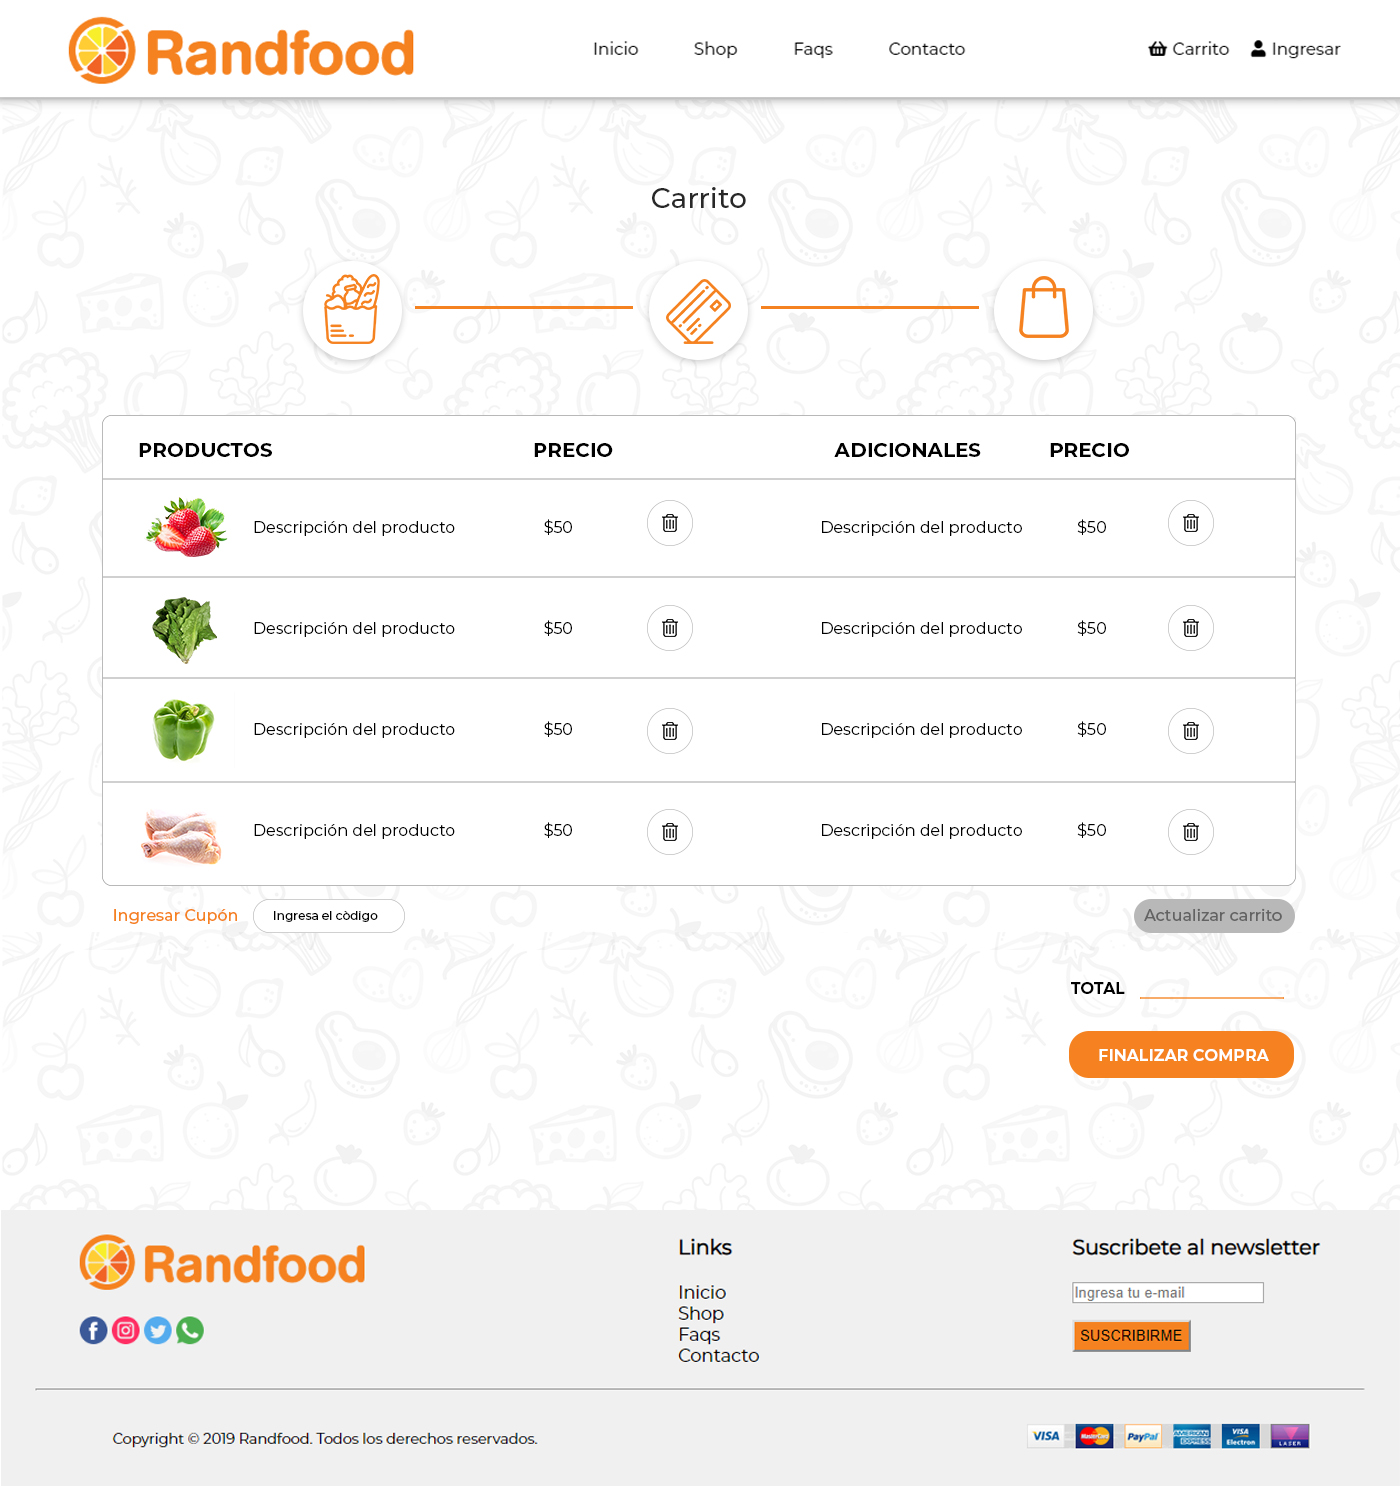 Randfood
Inicio Shop Faqs Contacto Carrito Ingresar
Carrito
PRODUCTOS PRECIO ADICIONALES PRECIO
Descripción del producto $50 Descripción del producto $50
Descripción del producto $50 Descripción del producto $50
Descripción del producto $50 Descripción del producto $50
Descripción del producto $50 Descripción del producto $50
Ingresar Cupón Ingresa el còdigo Actualizar carrito
TOTAL
FINALIZAR COMPRA
Randfood
Links
Inicio
Shop
Faqs
Contacto
Suscribete al newsletter
Ingresa tu e-mail
SUSCRIBIRME
Copyright © 2019 Randfood. Todos los derechos reservados.
VISA MasterCard PayPal AMERICAN EXPRESS VISA Electron LASER